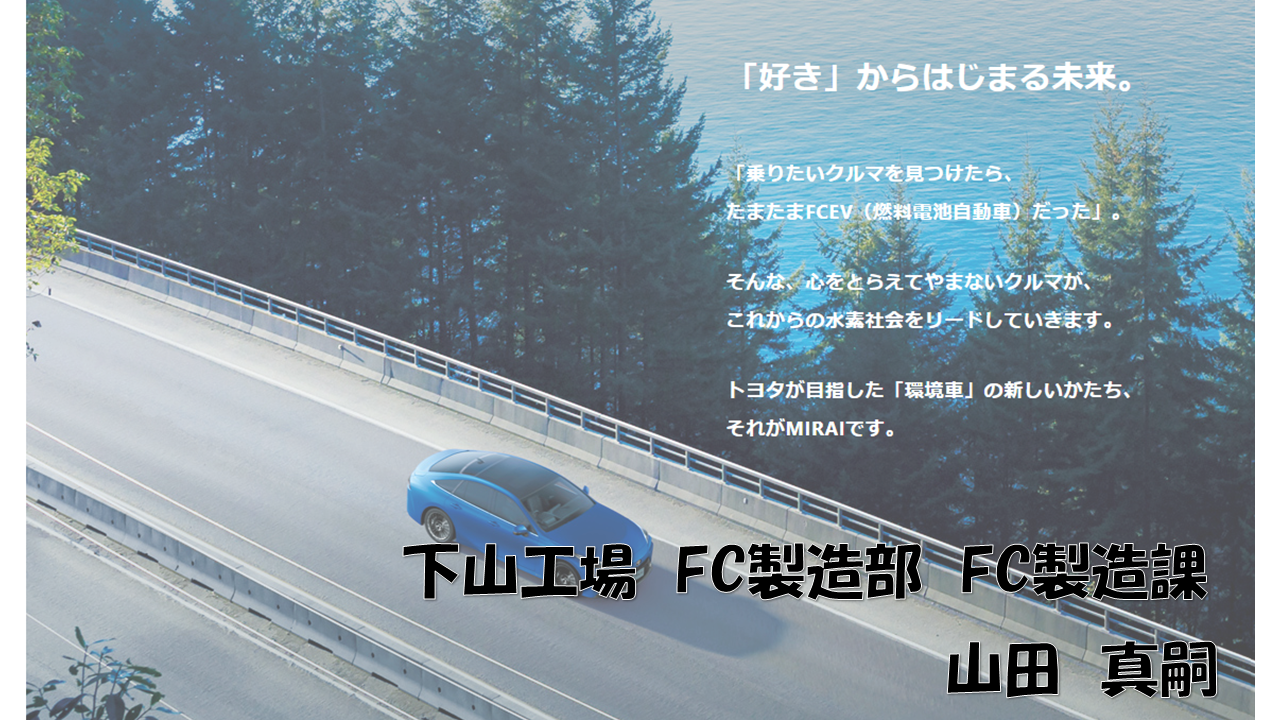 「好き」からはじまる未来。
「乗りたいクルマを見つけたら、
たまたまFCEV（燃料電池自動車）だった」。
そんな、心をとらえてやまないクルマが、
これからの水素社会をリードしていきます。
トヨタが目指した「環境車」の新しいかたち、
それがMIRAIです。
下山工場　FC製造部　FC製造課
山田　真嗣